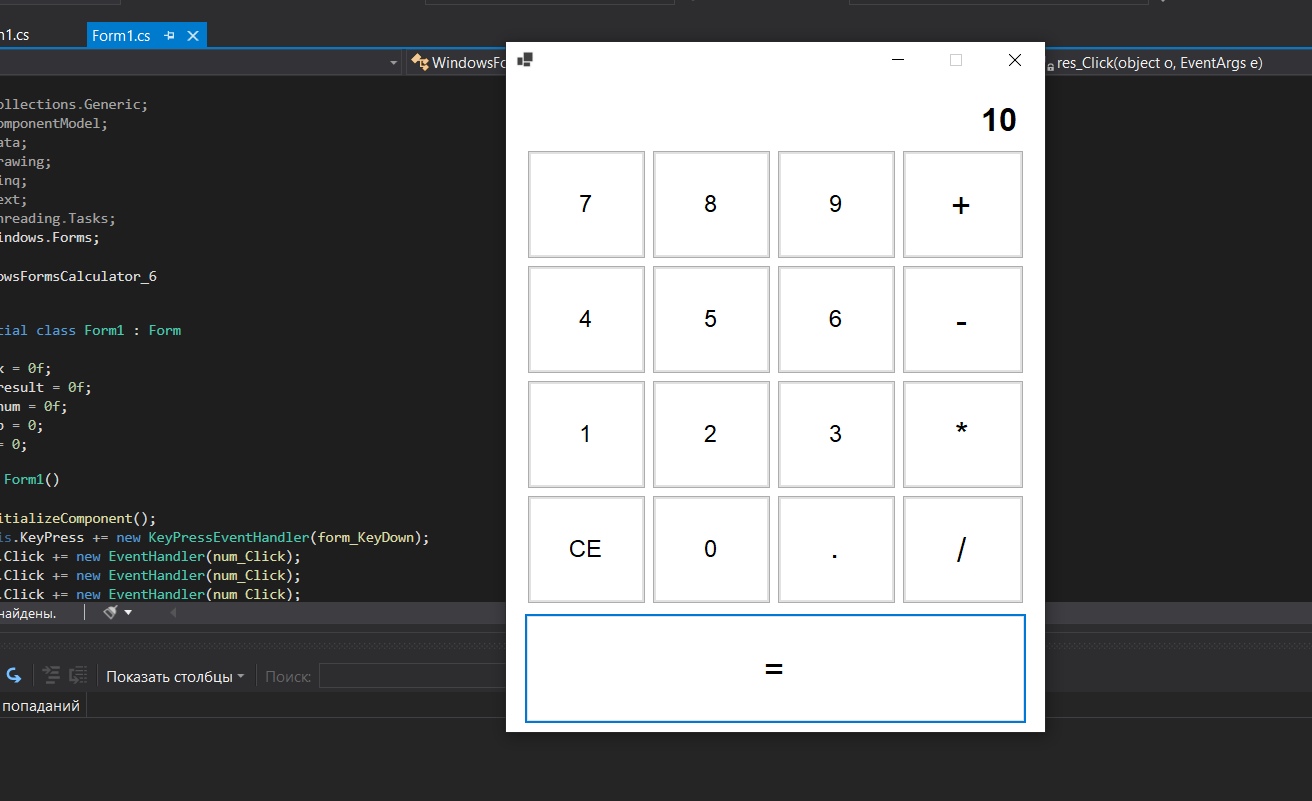 n1.cs
Form1.cs
WindowsFo
res_Click(object o, EventArgs e)
ollections.Generic;
omponentModel;
ata;
rawing;
inq;
ext;
hreading.Tasks;
indows.Forms;
owsFormsCalculator_6
tial class Form1 : Form
x = 0f;
result = 0f;
num = 0f;
o = 0;
= 0;
Form1()
itializeComponent();
is.KeyPress += new KeyPressEventHandler(form_KeyDown);
.Click += new EventHandler(num_Click);
.Click += new EventHandler(num_Click);
.Click += new EventHandler(num_Click);
найдены.
Показать столбцы
Поиск:
попаданий
10
7 8 9 +
4 5 6 -
1 2 3 *
CE 0 . /
=